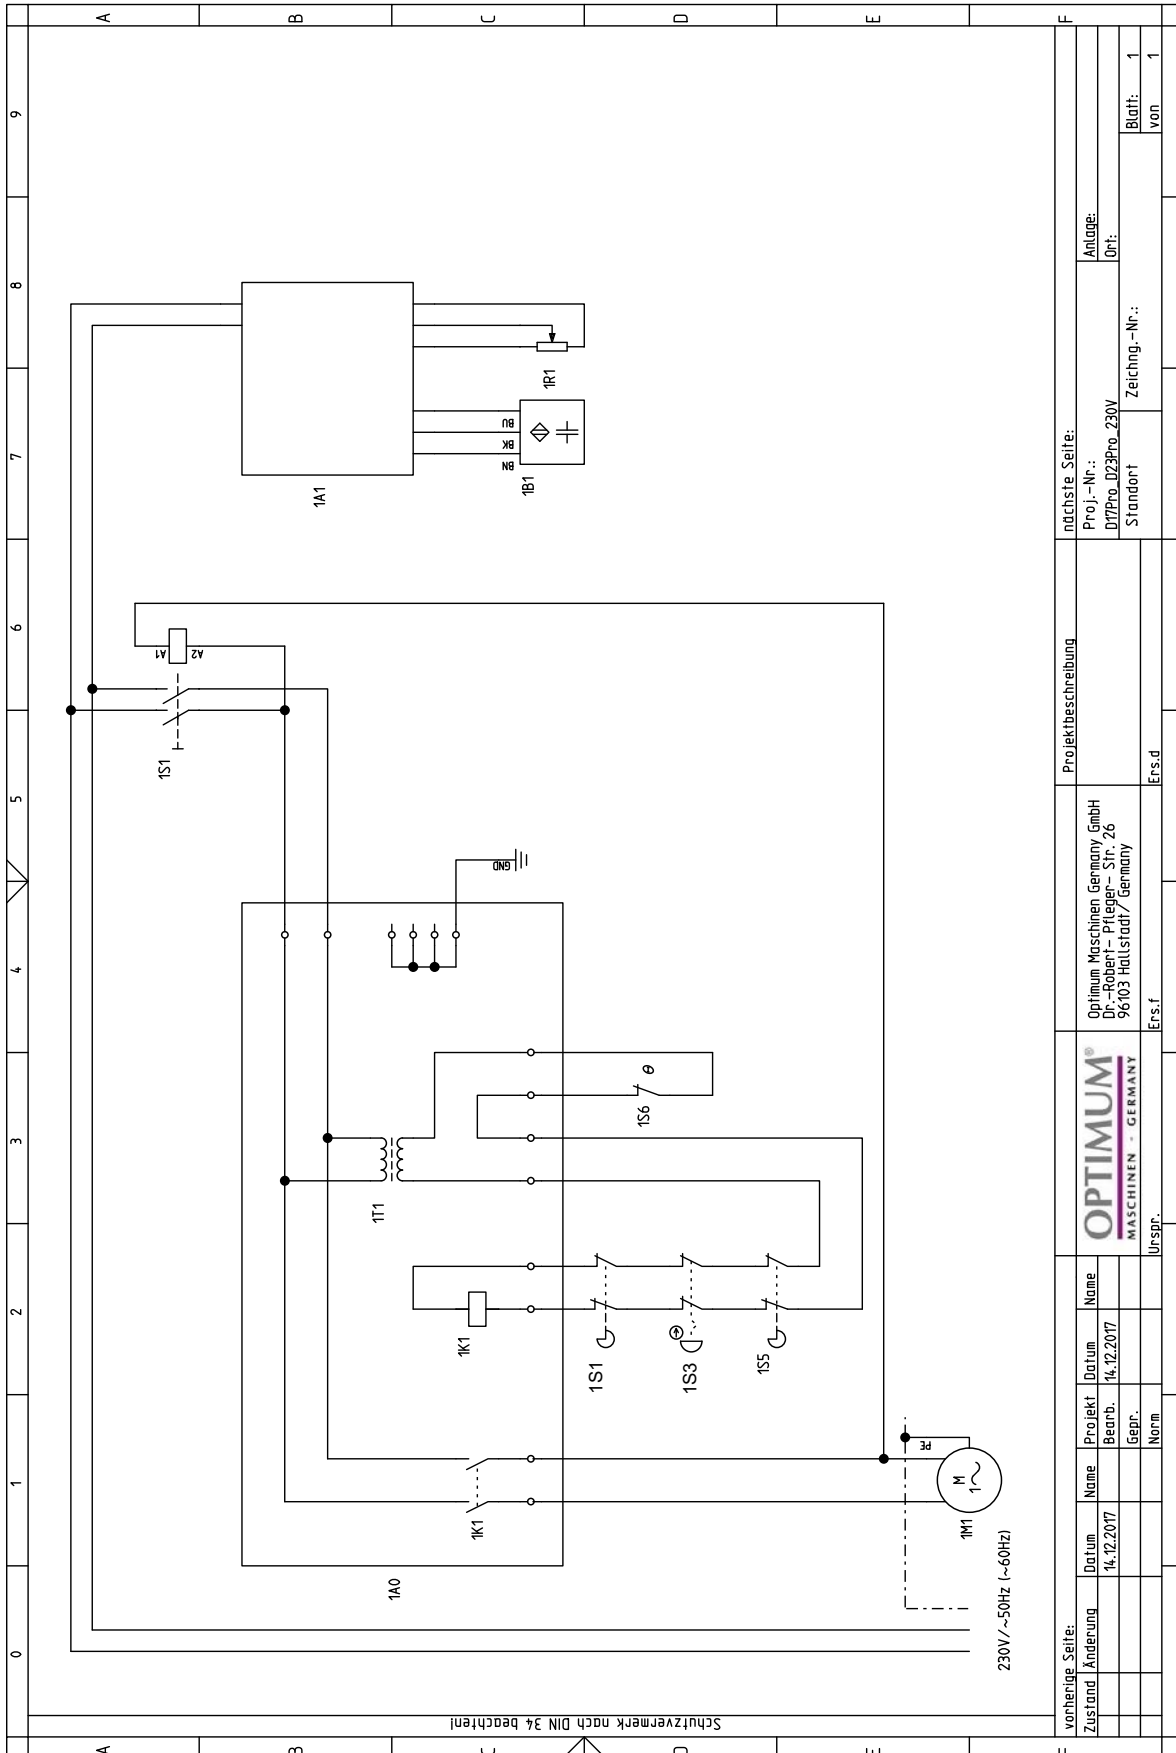 0 1 2 3 4 5 6 7 8 9
A
A
B
B
C
C
D
D
E
E
F
F
Schutzvermerk nach DIN 34 beachten!
1S1
A1
A2
1A1
BN
BK
BU
1B1
1R1
GND
1A0
1T1
1K1
1K1
1S6
θ
1S1
1S3
1S5
PE
M
1~
1M1
230V/~50Hz (~60Hz)
vorherige Seite:
Zustand Änderung Datum Name Projekt Datum Name
14.12.2017 Bearb. 14.12.2017
Gepr.
Norm
Urspr.
OPTIMUM®
MASCHINEN - GERMANY
Optimum Maschinen Germany GmbH
Dr.-Robert- Pfleger- Str. 26
96103 Hallstadt/ Germany
Ers.f
Ers.d
Projektbeschreibung
nächste Seite:
Proj.-Nr.:
D17Pro_D23Pro_230V
Anlage:
Ort:
Standort
Zeichng.-Nr.:
Blatt: 1
von 1